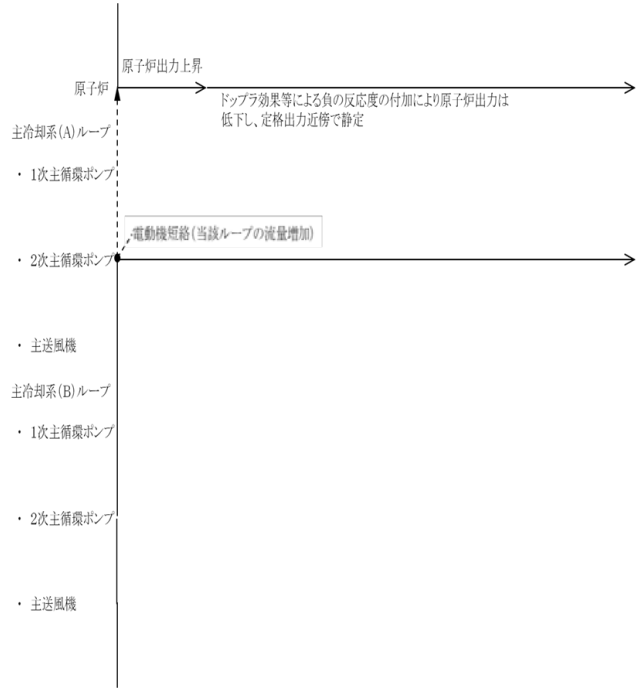 原子炉出力上昇
原子炉
ドップラ効果等による負の反応度の付加により原子炉出力は
低下し、定格出力近傍で静定
主冷却系(A)ループ
・ 1次主循環ポンプ
電動機短絡(当該ループの流量増加)
・ 2次主循環ポンプ
・ 主送風機
主冷却系(B)ループ
・ 1次主循環ポンプ
・ 2次主循環ポンプ
・ 主送風機